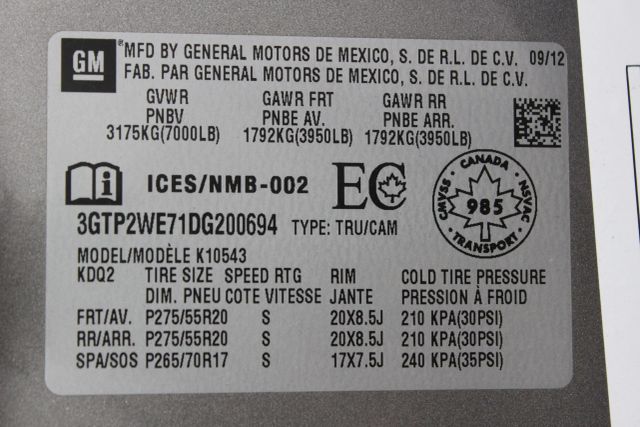 GM
MFD BY GENERAL MOTORS DE MEXICO, S. DE R.L. DE C.V. 09/12
FAB. PAR GENERAL MOTORS DE MEXICO, S. DE R.L. DE C.V.
GVWR GAWR FRT GAWR RR
PNBV PNBE AV. PNBE ARR.
3175KG(7000LB) 1792KG(3950LB) 1792KG(3950LB)
i ICES/NMB-002 EC
CANADA
CMVSS 985 NSVAC
TRANSPORT
3GTP2WE71DG200694 TYPE: TRU/CAM
MODEL/MODÈLE K10543
KDQ2 TIRE SIZE SPEED RTG RIM COLD TIRE PRESSURE
DIM. PNEU COTE VITESSE JANTE PRESSION À FROID
FRT/AV. P275/55R20 S 20X8.5J 210 KPA(30PSI)
RR/ARR. P275/55R20 S 20X8.5J 210 KPA(30PSI)
SPA/SOS P265/70R17 S 17X7.5J 240 KPA(35PSI)